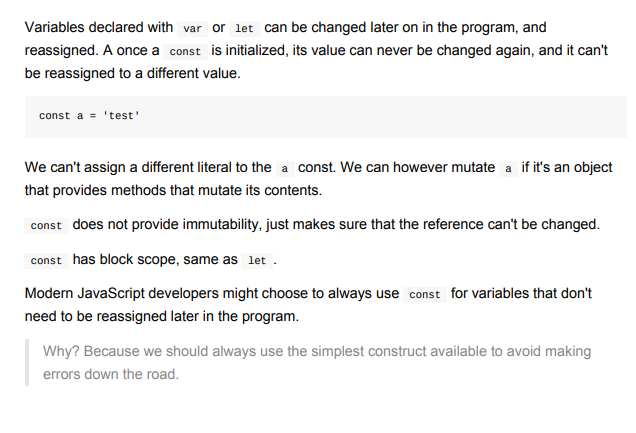 Variables declared with var or let can be changed later on in the program, and
reassigned. A once a const is initialized, its value can never be changed again, and it can't
be reassigned to a different value.
const a = 'test'
We can't assign a different literal to the a const. We can however mutate a if it's an object
that provides methods that mutate its contents.
const does not provide immutability, just makes sure that the reference can't be changed.
const has block scope, same as let .
Modern JavaScript developers might choose to always use const for variables that don't
need to be reassigned later in the program.
Why? Because we should always use the simplest construct available to avoid making
errors down the road.